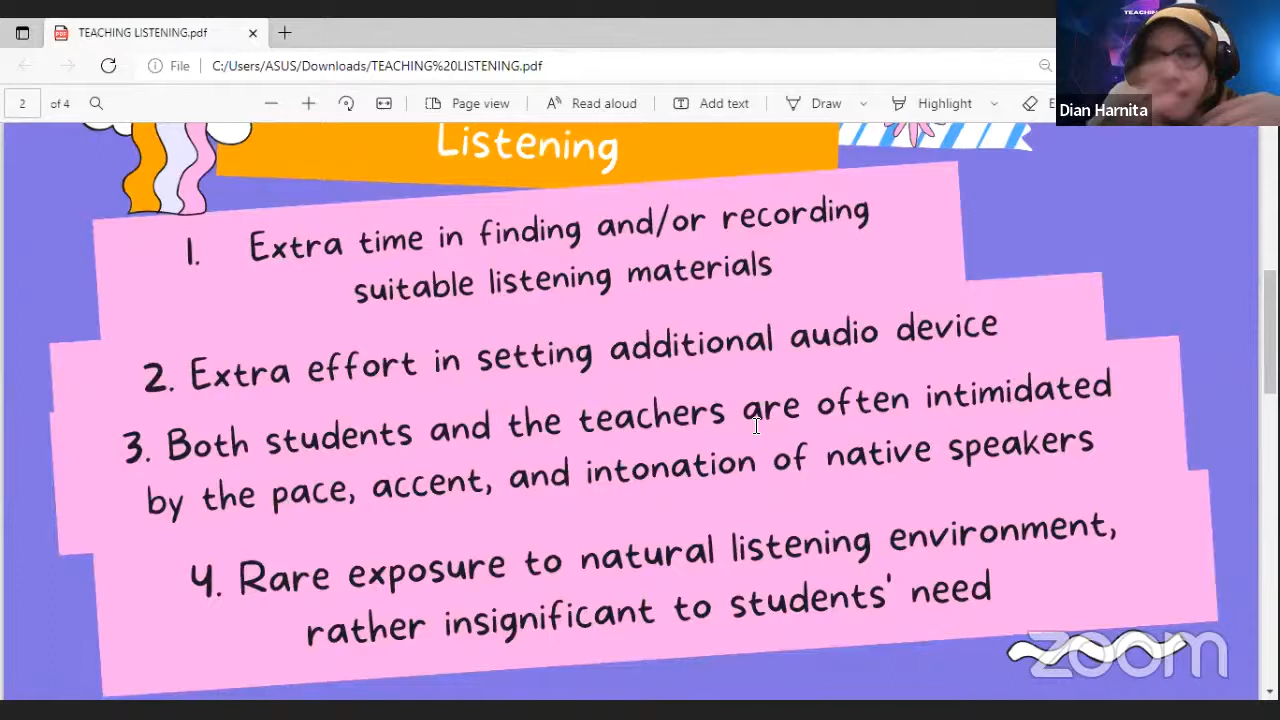 TEACHING LISTENING.pdf
TEACHING
File C:/Users/ASUS/Downloads/TEACHING%20LISTENING.pdf
2 of 4 Page view Read aloud Add text Draw Highlight
Dian Harnita
Listening
1. Extra time in finding and/or recording
suitable listening materials
2. Extra effort in setting additional audio device
3. Both students and the teachers are often intimidated
by the pace, accent, and intonation of native speakers
4. Rare exposure to natural listening environment,
rather insignificant to students' need
zoom